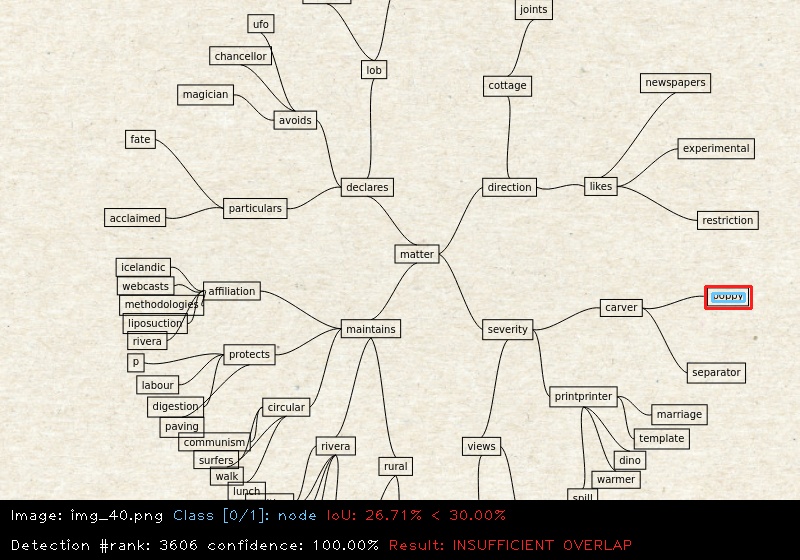 joints
ufo
chancellor
lob
cottage
newspapers
magician
avoids
fate
experimental
declares
direction
likes
particulars
acclaimed
restriction
matter
icelandic
webcasts
affiliation
methodologies
poppy
carver
liposuction
maintains
severity
rivera
protects
p
separator
labour
printprinter
digestion
circular
marriage
paving
template
communism
rivera
views
surfers
dino
rural
walk
warmer
lunch
spill
Image: img_40.png Class [0/1]: node IoU: 26.71% < 30.00%
Detection #rank: 3606 confidence: 100.00% Result: INSUFFICIENT OVERLAP